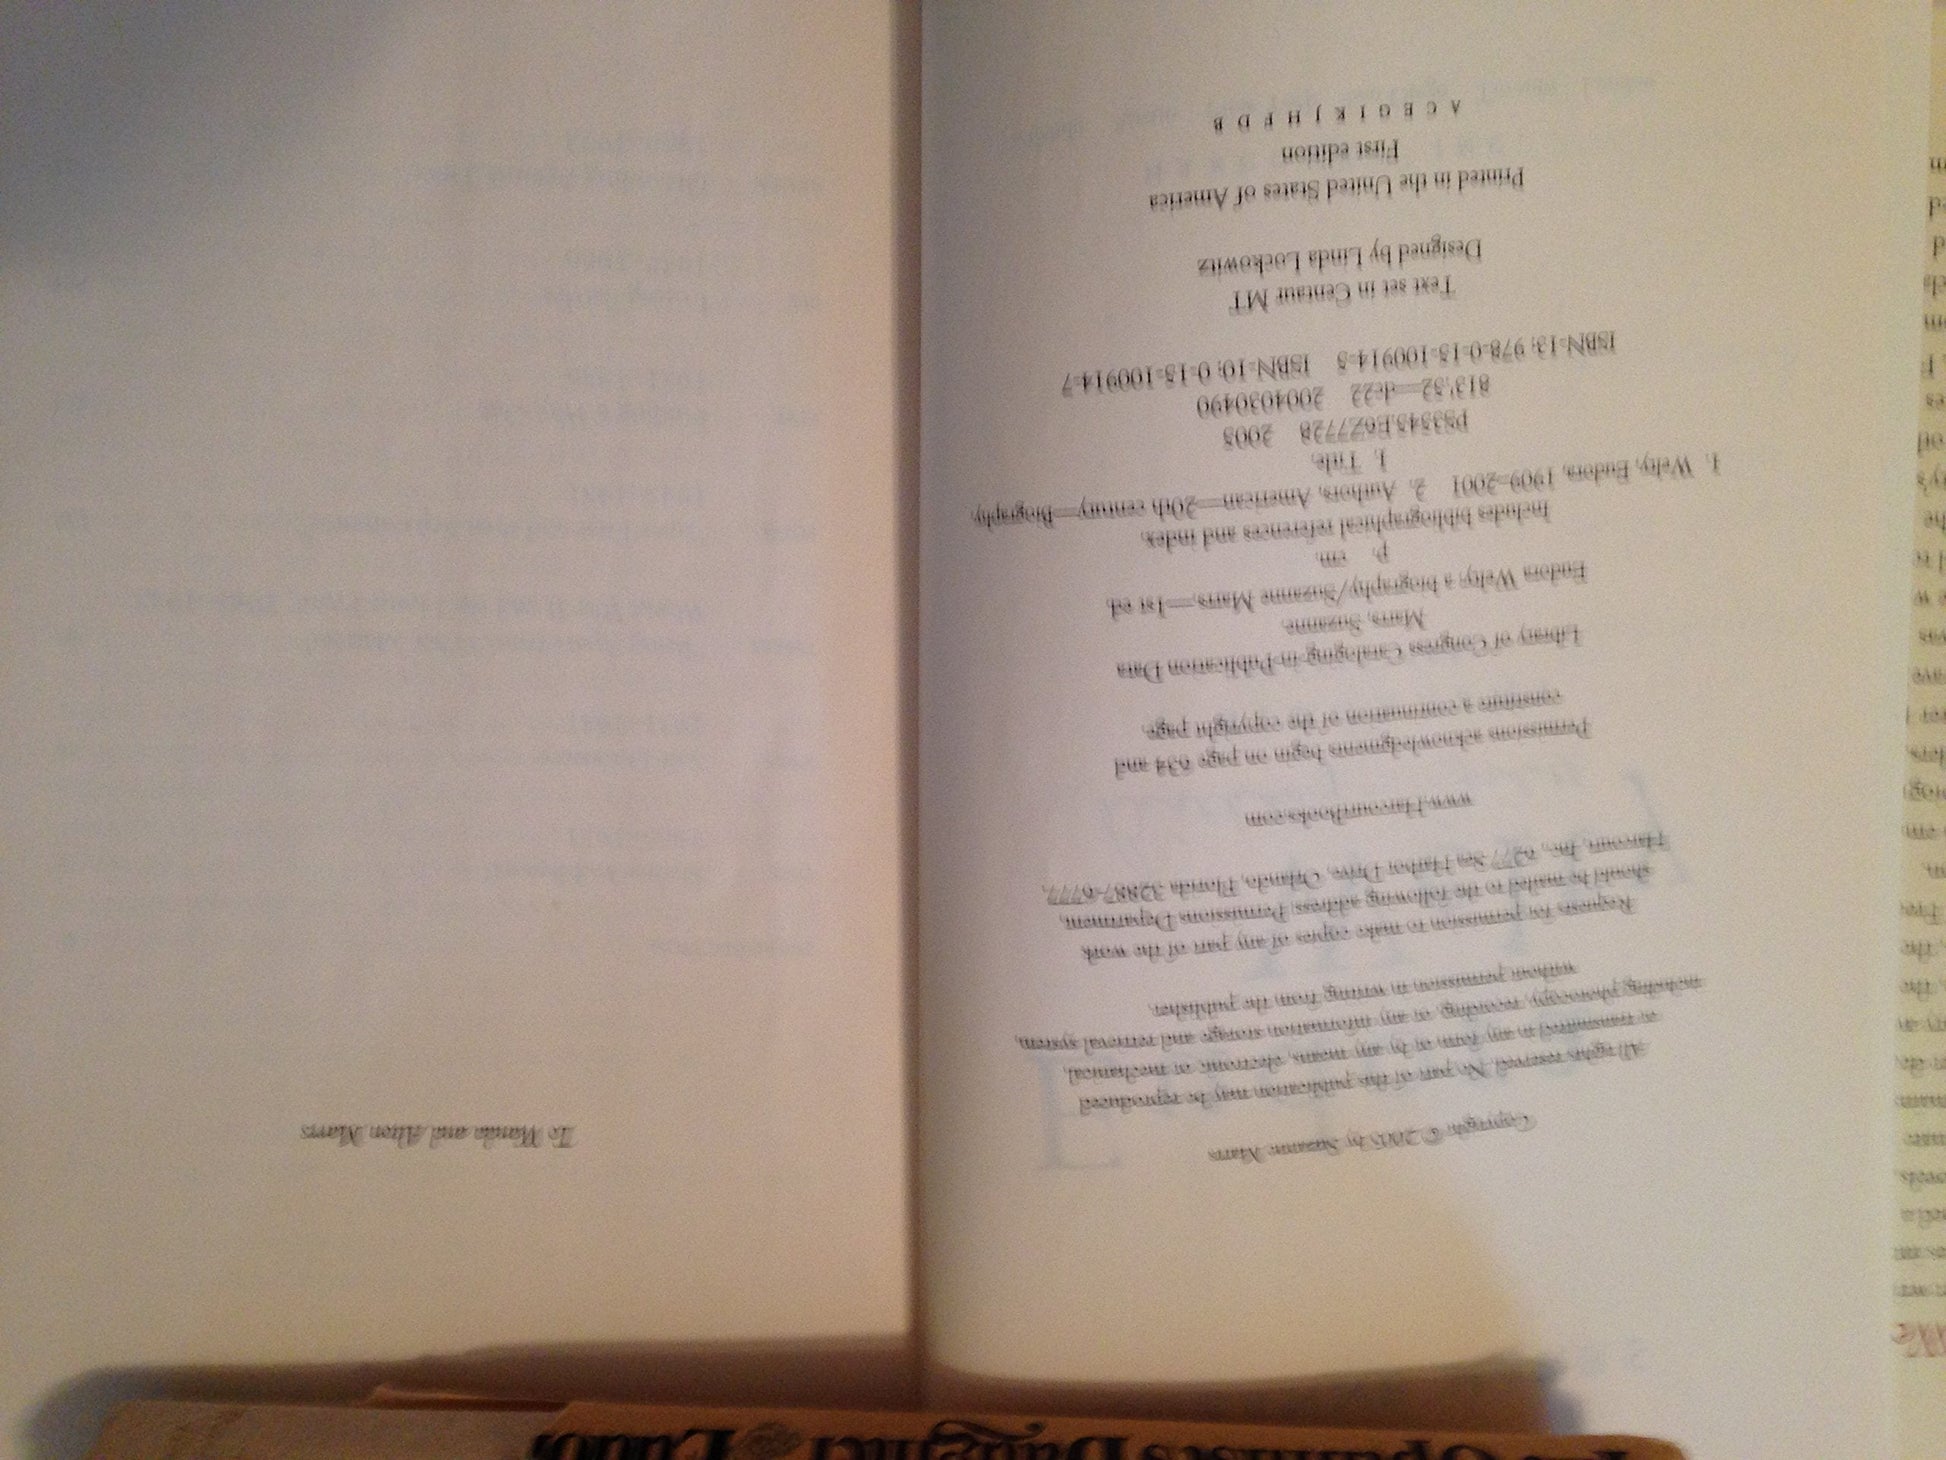 Copyright © 2005 by Suzanne Marrs
All rights reserved. No part of this publication may be reproduced
or transmitted in any form or by any means, electronic or mechanical,
including photocopy, recording, or any information storage and retrieval system,
without permission in writing from the publisher.
Requests for permission to make copies of any part of the work
should be mailed to the following address: Permissions Department,
Harcourt, Inc., 6277 Sea Harbor Drive, Orlando, Florida 32887-6777.
www.HarcourtBooks.com
Permissions acknowledgments begin on page 634 and
constitute a continuation of the copyright page.
Library of Congress Cataloging-in-Publication Data
Marrs, Suzanne.
Eudora Welty: a biography/Suzanne Marrs.—1st ed.
p. cm.
Includes bibliographical references and index.
1. Welty, Eudora, 1909–2001 2. Authors, American—20th century—Biography.
I. Title.
PS3545.E6Z7728 2005
813'.52—dc22 2004030490
ISBN-13: 978-0-15-100914-5 ISBN-10: 0-15-100914-7
Text set in Centaur MT
Designed by Linda Lockowitz
Printed in the United States of America
First edition
A C E G I K J H F D B
To Wanda and Alton Marrs
Optimist's Daughter